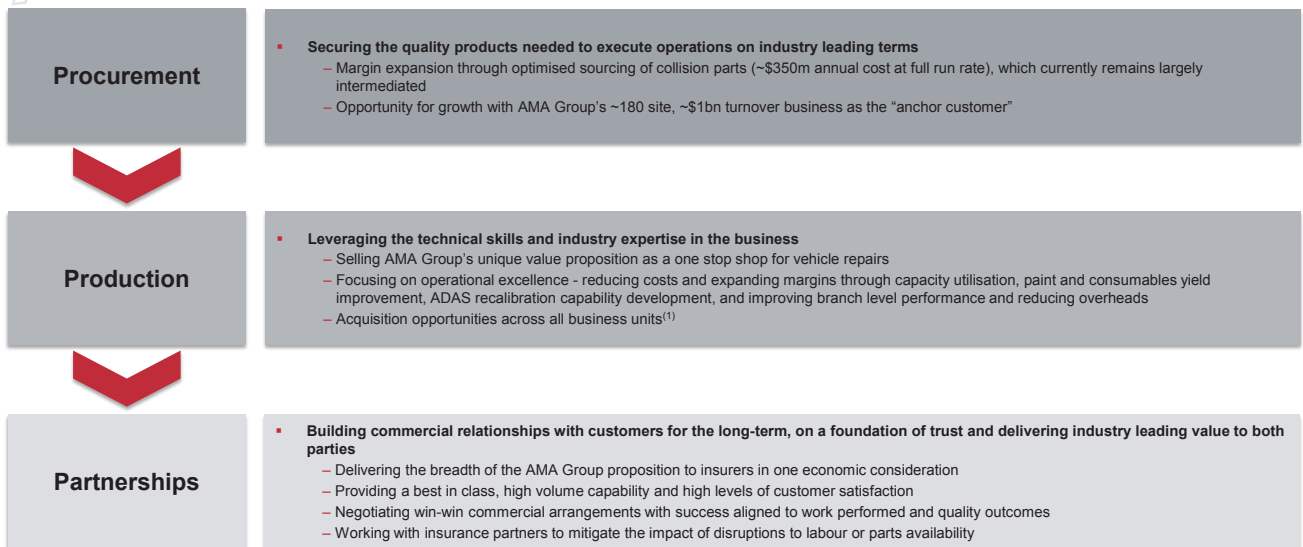 Procurement
▪ Securing the quality products needed to execute operations on industry leading terms
– Margin expansion through optimised sourcing of collision parts (~$350m annual cost at full run rate), which currently remains largely
intermediated
– Opportunity for growth with AMA Group’s ~180 site, ~$1bn turnover business as the “anchor customer”
Production
▪ Leveraging the technical skills and industry expertise in the business
– Selling AMA Group’s unique value proposition as a one stop shop for vehicle repairs
– Focusing on operational excellence - reducing costs and expanding margins through capacity utilisation, paint and consumables yield
improvement, ADAS recalibration capability development, and improving branch level performance and reducing overheads
– Acquisition opportunities across all business units(1)
Partnerships
▪ Building commercial relationships with customers for the long-term, on a foundation of trust and delivering industry leading value to both
parties
– Delivering the breadth of the AMA Group proposition to insurers in one economic consideration
– Providing a best in class, high volume capability and high levels of customer satisfaction
– Negotiating win-win commercial arrangements with success aligned to work performed and quality outcomes
– Working with insurance partners to mitigate the impact of disruptions to labour or parts availability